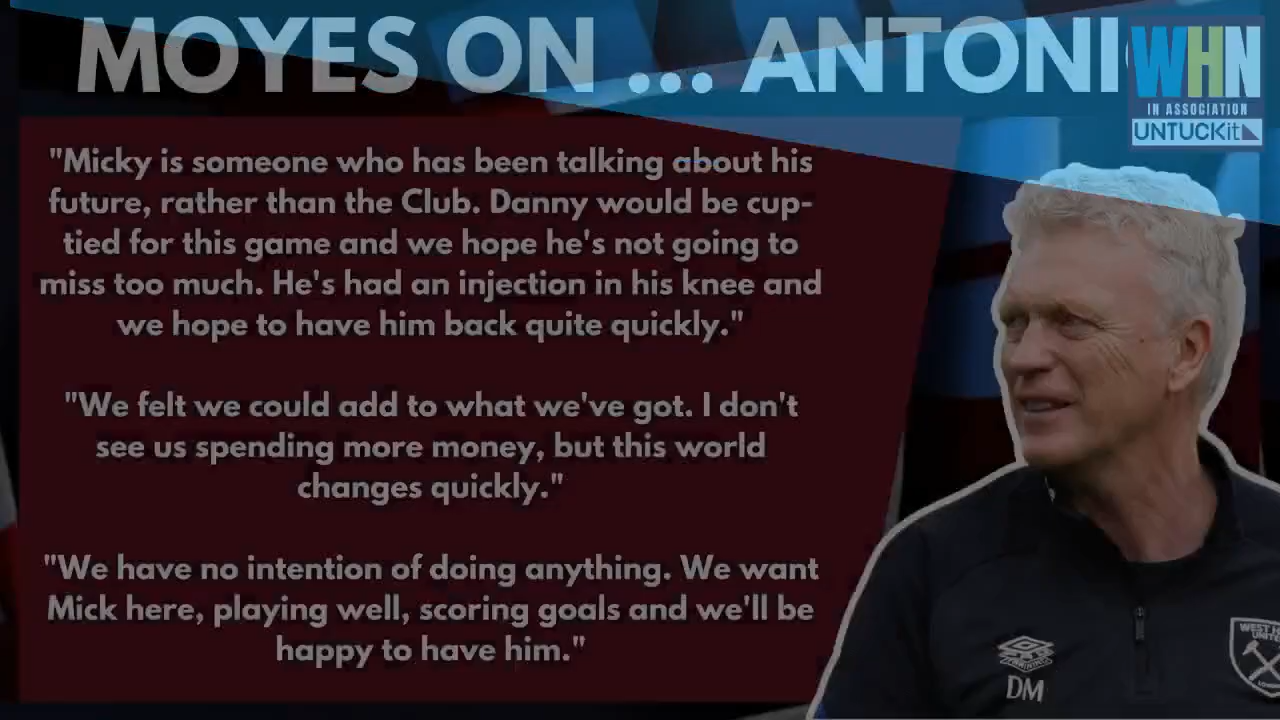 MOYES ON ... ANTONI
WHN
IN ASSOCIATION
UNTUCKit
"Micky is someone who has been talking about his
future, rather than the Club. Danny would be cup-
tied for this game and we hope he's not going to
miss too much. He's had an injection in his knee and
we hope to have him back quite quickly."
"We felt we could add to what we've got. I don't
see us spending more money, but this world
changes quickly."
"We have no intention of doing anything. We want
Mick here, playing well, scoring goals and we'll be
happy to have him."
DM